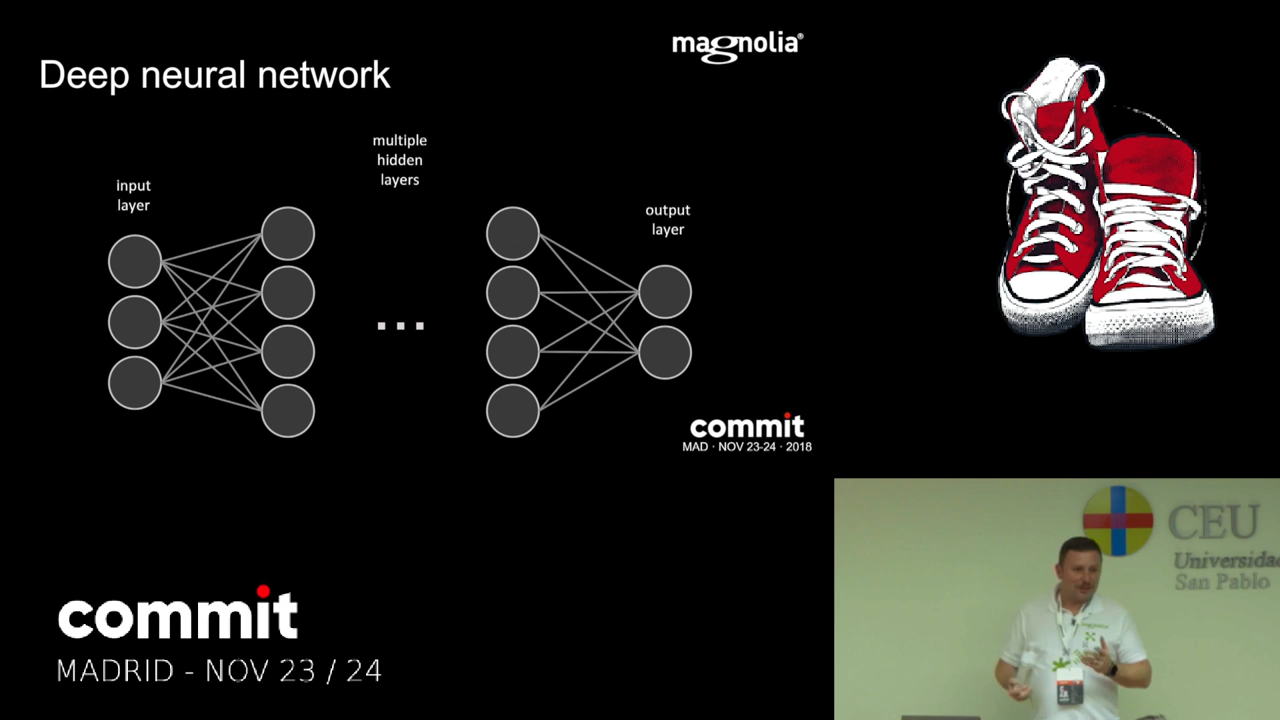 magnolia®
Deep neural network
multiple
hidden
layers
input
layer
output
layer
commit
MAD · NOV 23-24 · 2018
commit
MADRID - NOV 23 / 24
CEU
Universidad
San Pablo